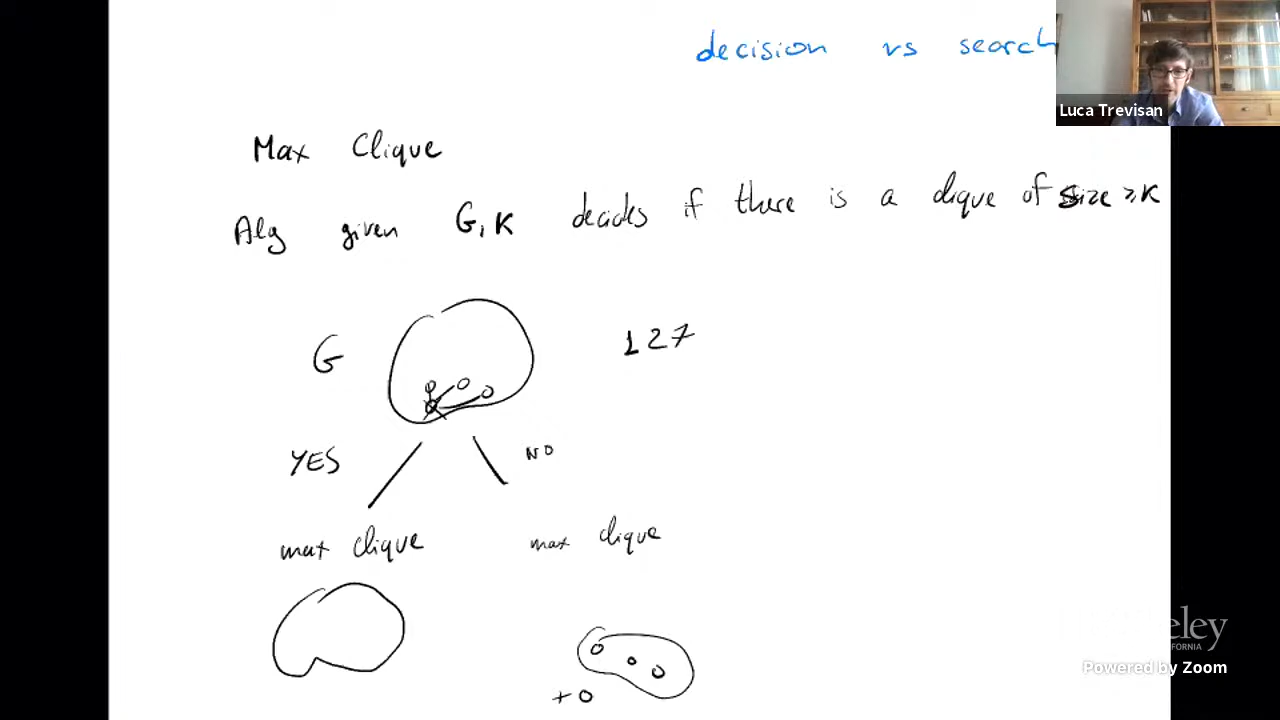 decision vs search
Luca Trevisan
Max Clique
Alg given G, K decides if there is a clique of size ≥ K
G
127
YES
NO
max clique
max clique
+
Powered by Zoom